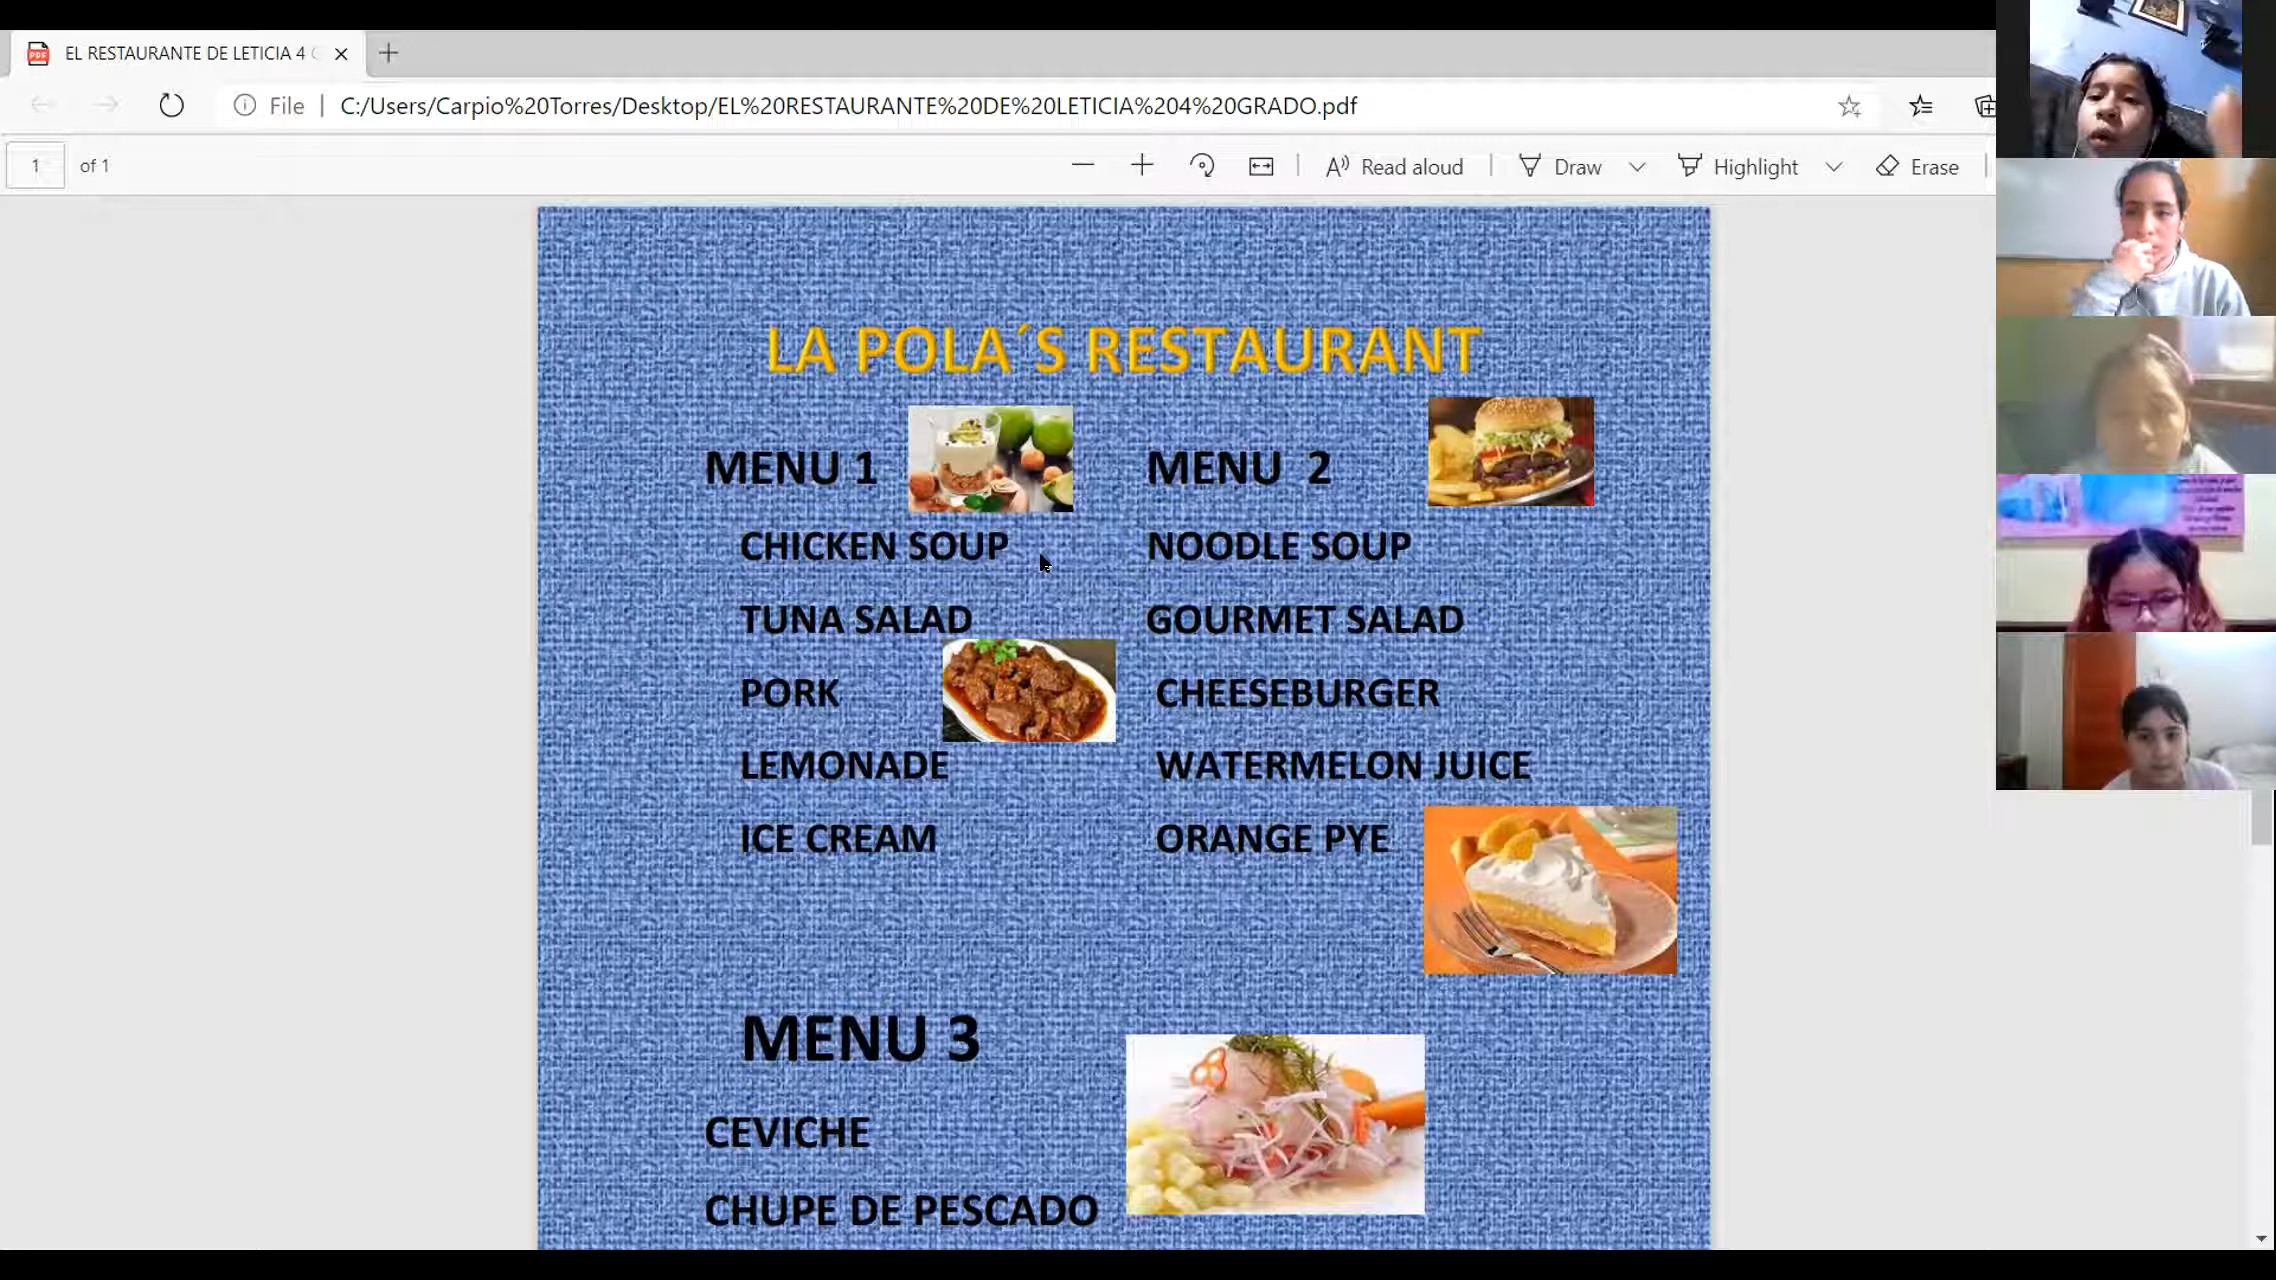 EL RESTAURANTE DE LETICIA 4
File | C:/Users/Carpio%20Torres/Desktop/EL%20RESTAURANTE%20DE%20LETICIA%204%20GRADO.pdf
1 of 1
Read aloud
Draw
Highlight
Erase
LA POLA´S RESTAURANT
MENU 1
CHICKEN SOUP
TUNA SALAD
PORK
LEMONADE
ICE CREAM
MENU 2
NOODLE SOUP
GOURMET SALAD
CHEESEBURGER
WATERMELON JUICE
ORANGE PYE
MENU 3
CEVICHE
CHUPE DE PESCADO